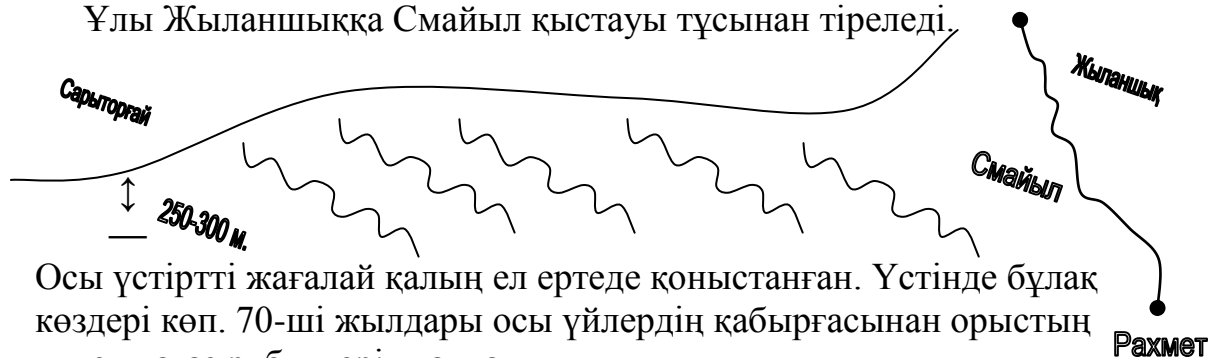 Ұлы Жыланшыққа Смайыл қыстауы тұсынан тіреледі.
Сарыторғай
Жыланшық
Смайыл
250-300 м.
Осы үстіртті жағалай қалың ел ертеде қоныстанған. Үстінде бұлақ
көздері көп. 70-ші жылдары осы үйлердің қабырғасынан орыстың
Рахмет